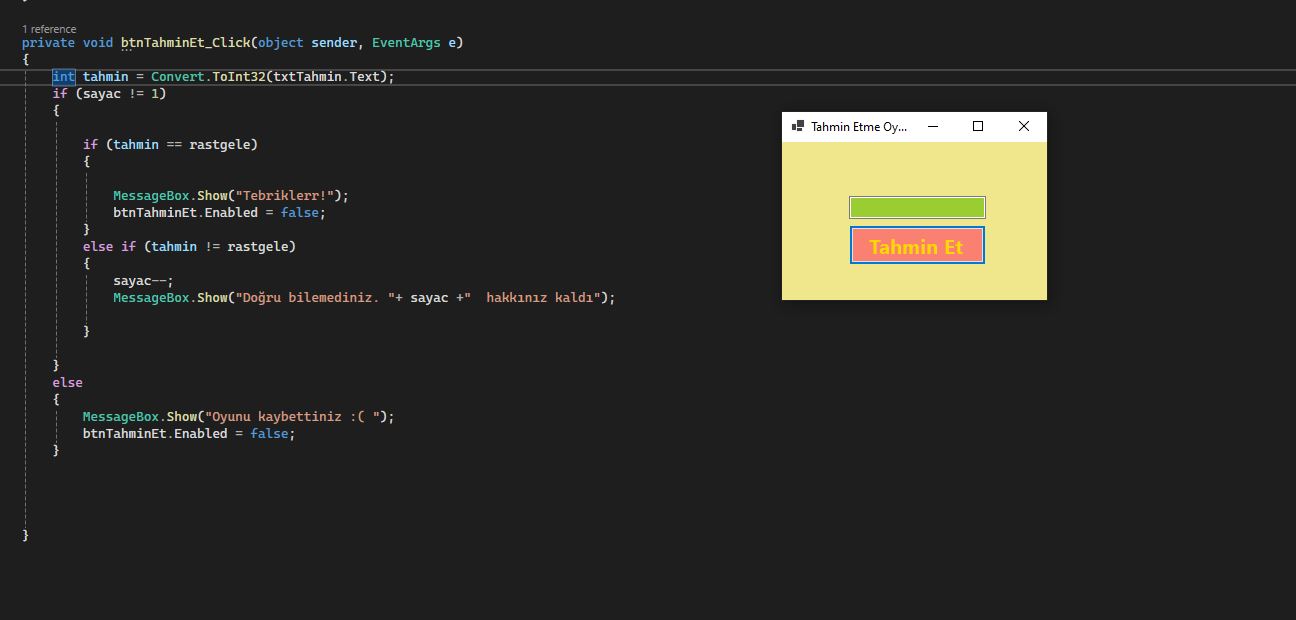 1 reference
private void btnTahminEt_Click(object sender, EventArgs e)
{
int tahmin = Convert.ToInt32(txtTahmin.Text);
if (sayac != 1)
{
if (tahmin == rastgele)
{
MessageBox.Show("Tebriklerr!");
btnTahminEt.Enabled = false;
}
else if (tahmin != rastgele)
{
sayac--;
MessageBox.Show("Doğru bilemediniz. "+ sayac +"  hakkınız kaldı");
}
}
else
{
MessageBox.Show("Oyunu kaybettiniz :( ");
btnTahminEt.Enabled = false;
}
}
Tahmin Etme Oy...
Tahmin Et